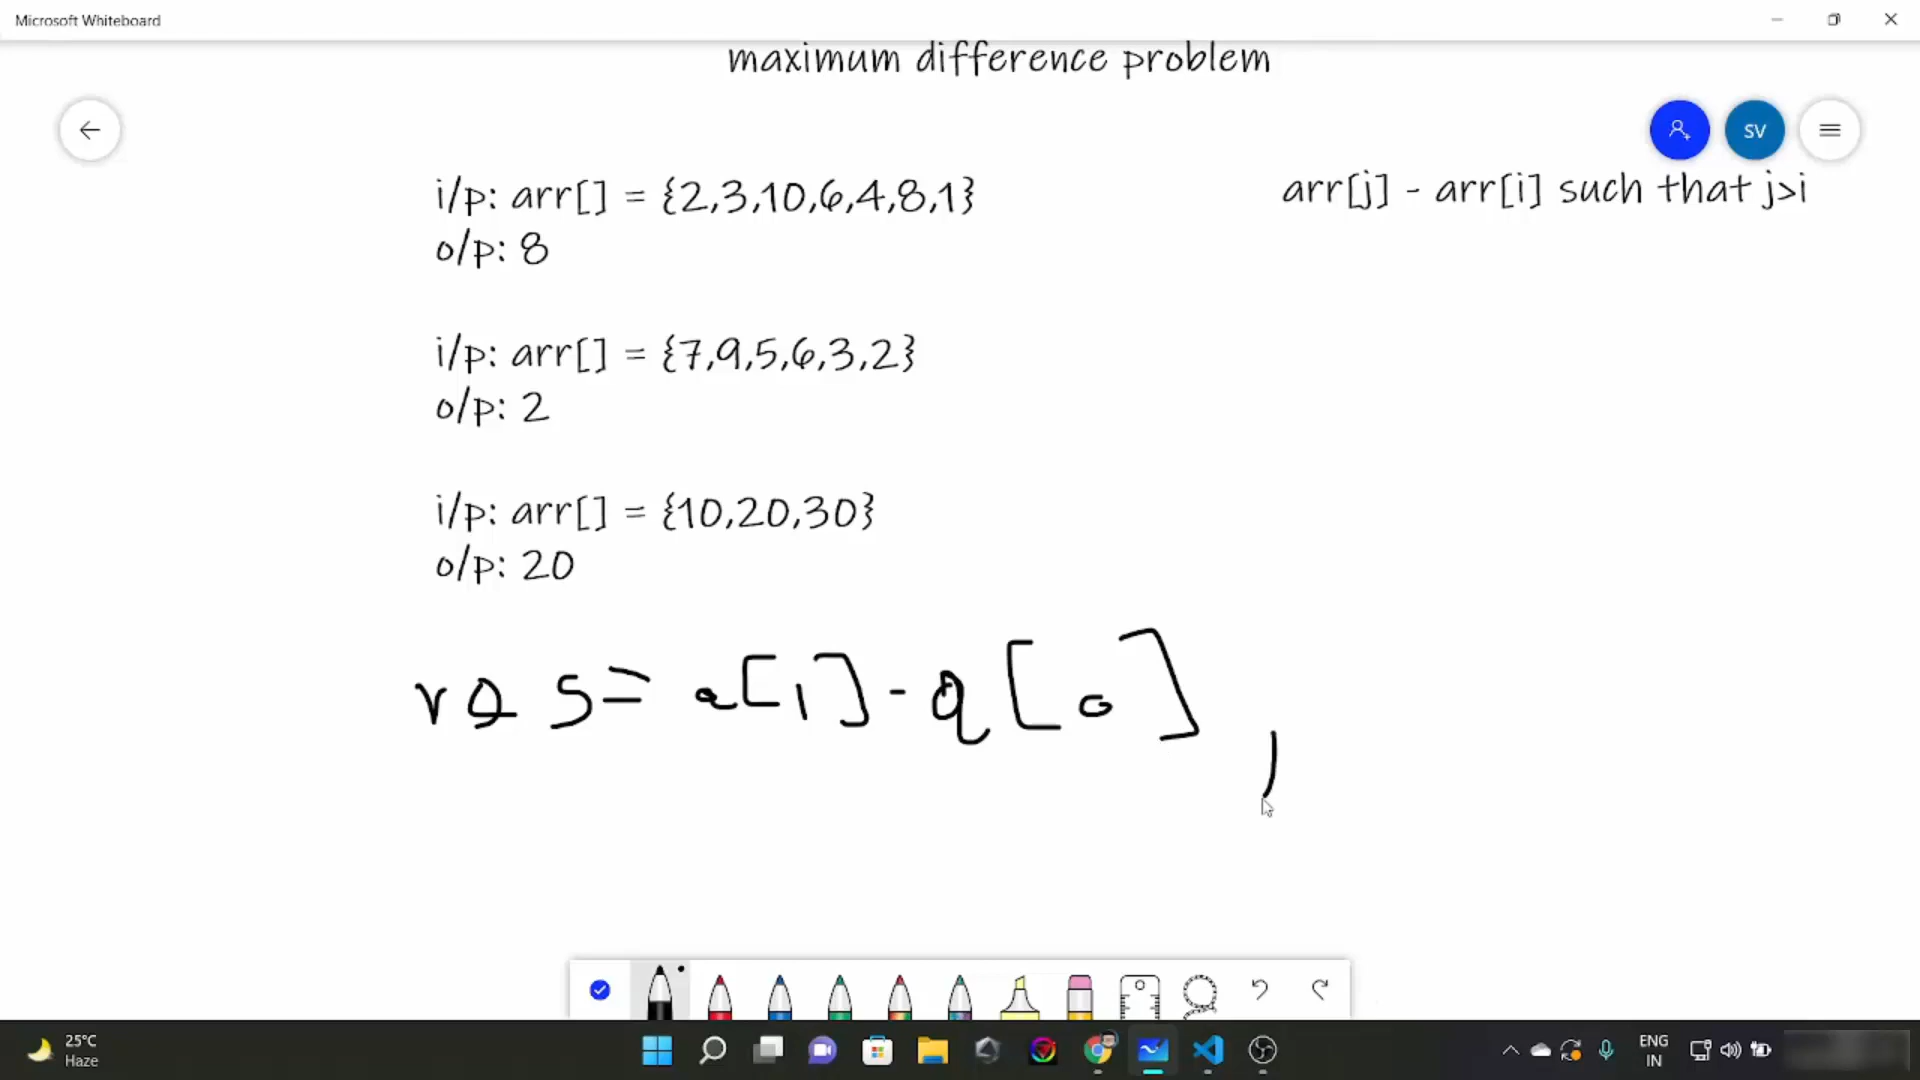 Microsoft Whiteboard
maximum difference problem
SV
i/p: arr[] = {2,3,10,6,4,8,1}
arr[j] - arr[i] such that j>i
o/p: 8
i/p: arr[] = {7,9,5,6,3,2}
o/p: 2
i/p: arr[] = {10,20,30}
o/p: 20
res = a[1] - a[0]
25°C
Haze
ENG
IN